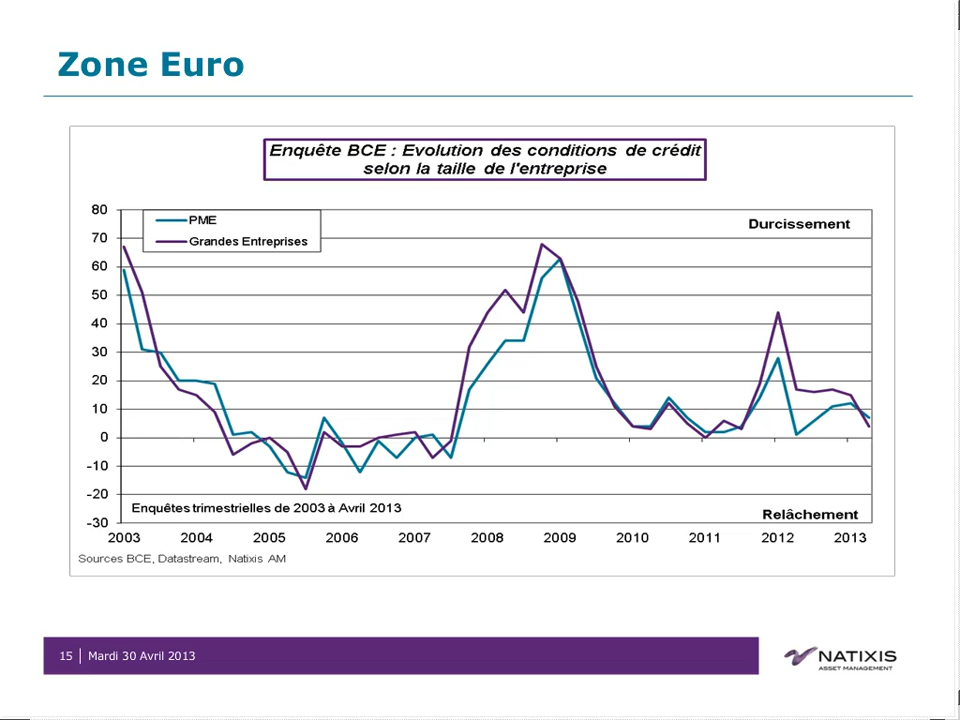 Zone Euro
Enquête BCE : Evolution des conditions de crédit
selon la taille de l'entreprise
80
70
60
50
40
30
20
10
0
-10
-20
-30
PME
Grandes Entreprises
Durcissement
Enquêtes trimestrielles de 2003 à Avril 2013
Relâchement
2003 2004 2005 2006 2007 2008 2009 2010 2011 2012 2013
Sources BCE, Datastream, Natixis AM
15 Mardi 30 Avril 2013
NATIXIS
ASSET MANAGEMENT